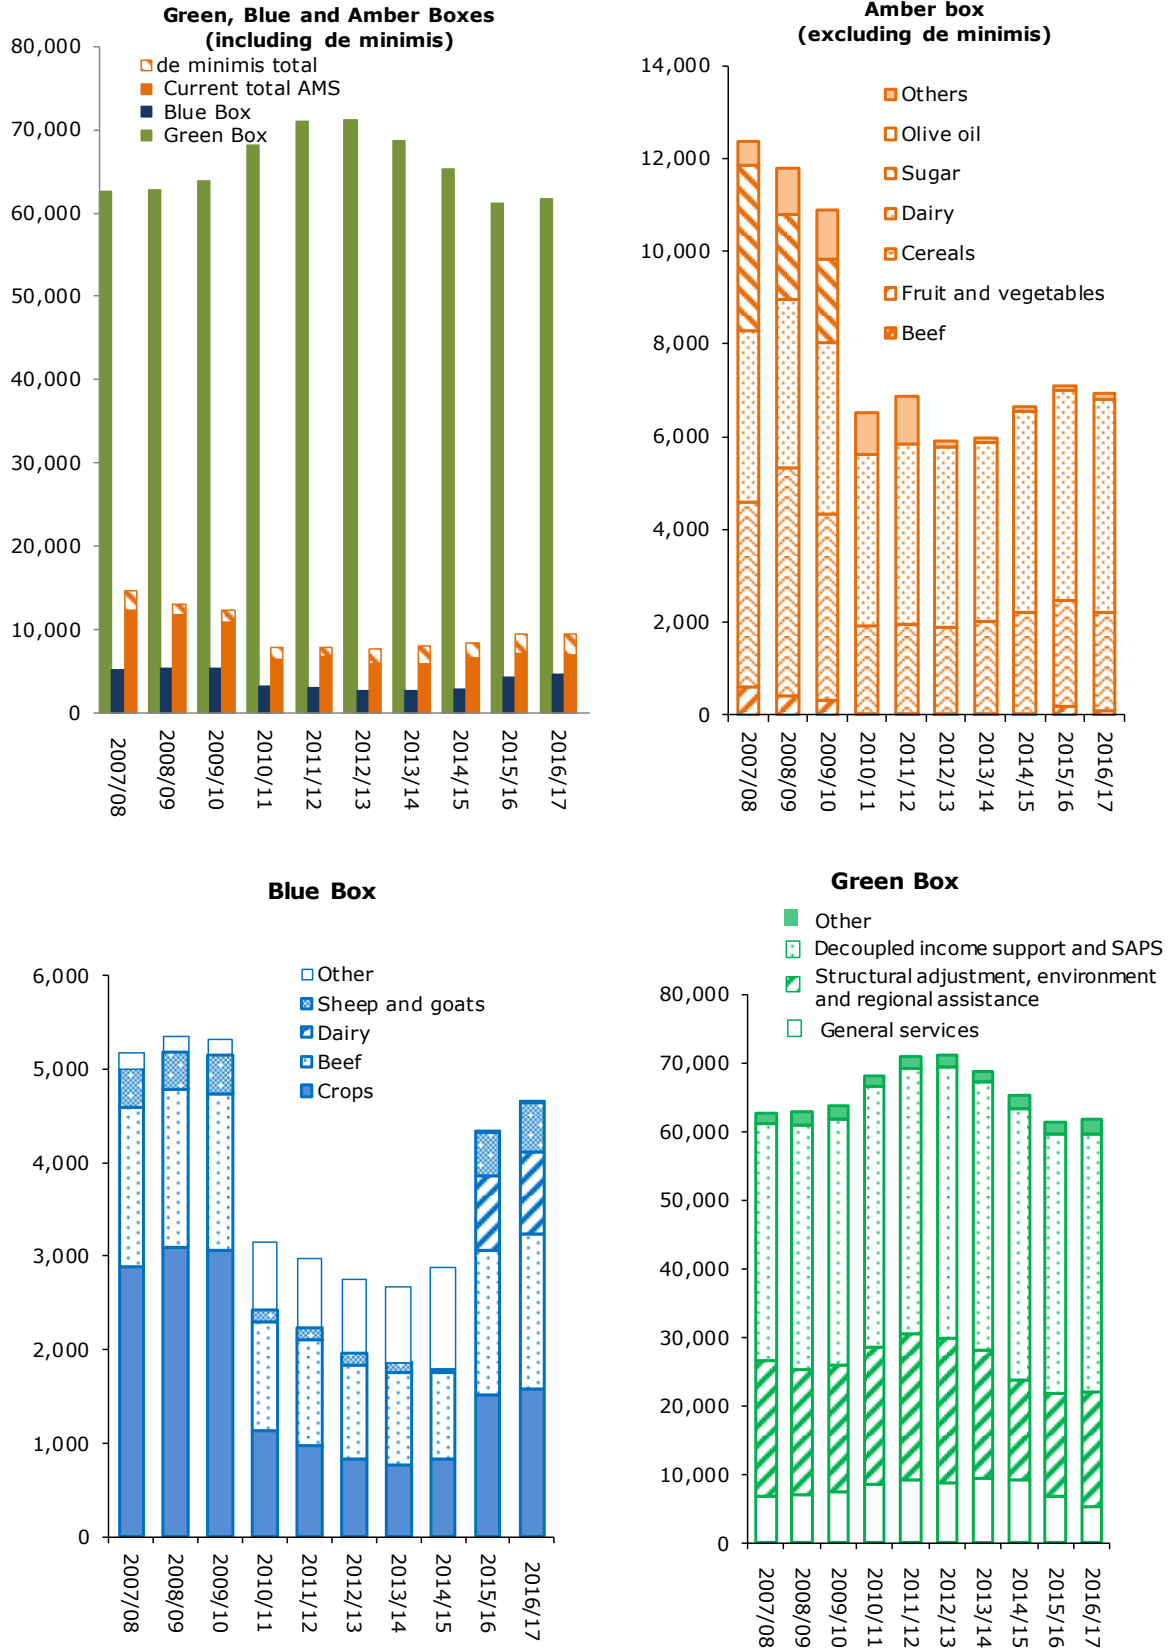 Green, Blue and Amber Boxes
(including de minimis)
80,000
70,000
60,000
50,000
40,000
30,000
20,000
10,000
0
de minimis total
Current total AMS
Blue Box
Green Box
2007/08
2008/09
2009/10
2010/11
2011/12
2012/13
2013/14
2014/15
2015/16
2016/17
Amber box
(excluding de minimis)
14,000
12,000
10,000
8,000
6,000
4,000
2,000
0
Others
Olive oil
Sugar
Dairy
Cereals
Fruit and vegetables
Beef
2007/08
2008/09
2009/10
2010/11
2011/12
2012/13
2013/14
2014/15
2015/16
2016/17
Blue Box
6,000
5,000
4,000
3,000
2,000
1,000
0
Other
Sheep and goats
Dairy
Beef
Crops
2007/08
2008/09
2009/10
2010/11
2011/12
2012/13
2013/14
2014/15
2015/16
2016/17
Green Box
Other
Decoupled income support and SAPS
Structural adjustment, environment
and regional assistance
General services
80,000
70,000
60,000
50,000
40,000
30,000
20,000
10,000
0
2007/08
2008/09
2009/10
2010/11
2011/12
2012/13
2013/14
2014/15
2015/16
2016/17